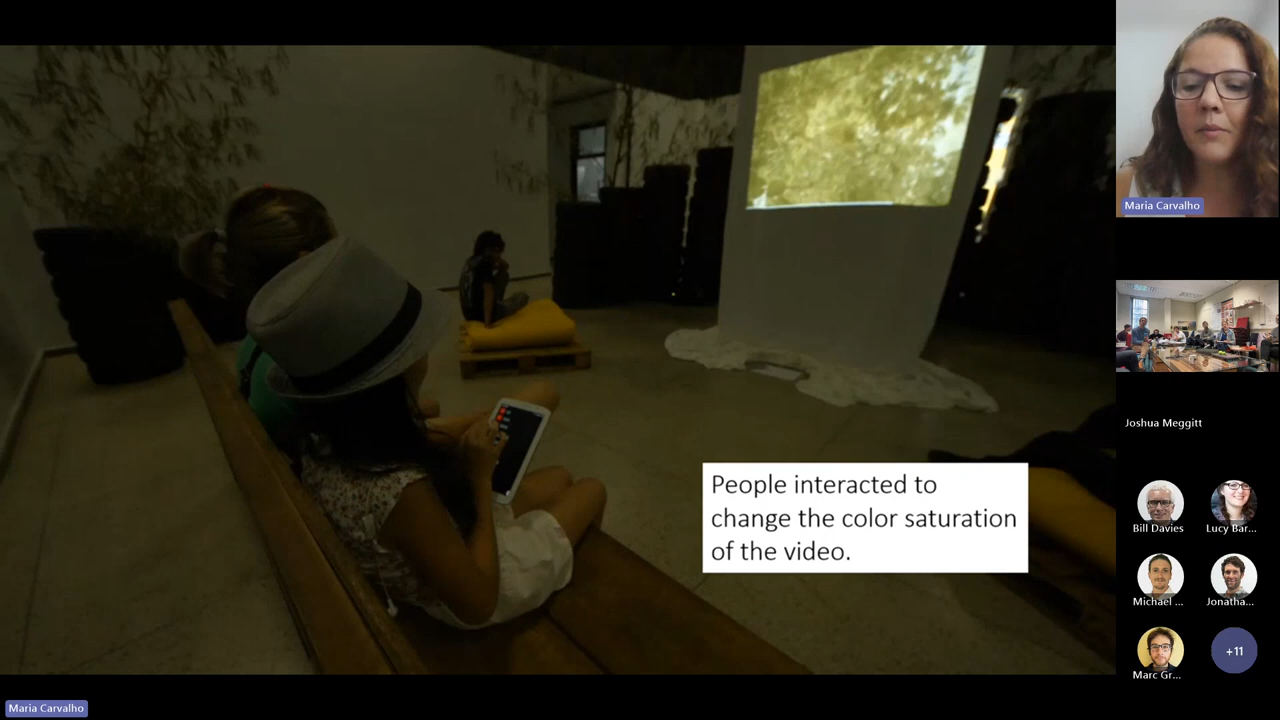 People interacted to
change the color saturation
of the video.
Maria Carvalho
Joshua Meggitt
Bill Davies
Lucy Bar...
Michael ...
Jonatha...
Marc Gr...
+11
Maria Carvalho